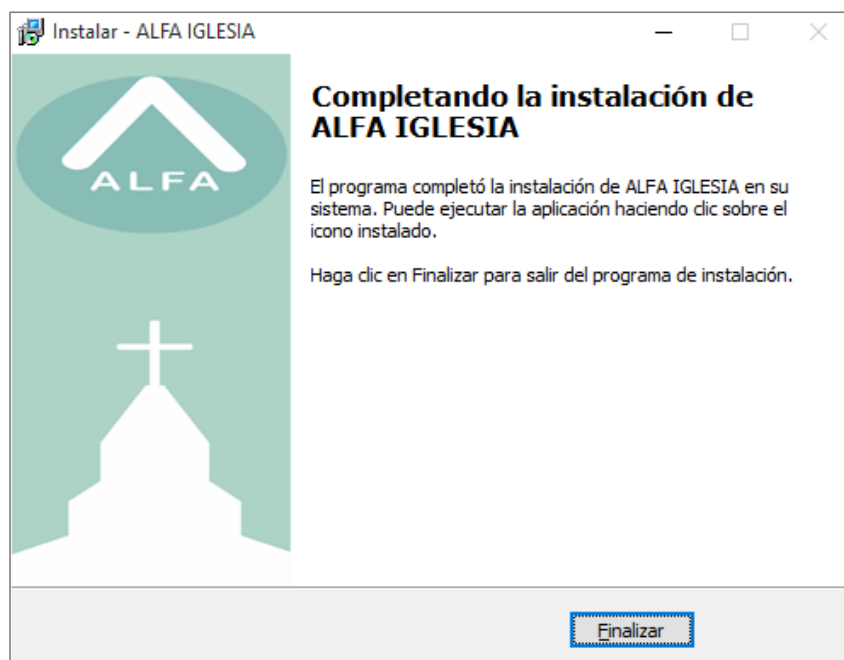 Instalar - ALFA IGLESIA
ALFA
Completando la instalación de
ALFA IGLESIA
El programa completó la instalación de ALFA IGLESIA en su
sistema. Puede ejecutar la aplicación haciendo clic sobre el
icono instalado.
Haga clic en Finalizar para salir del programa de instalación.
Finalizar